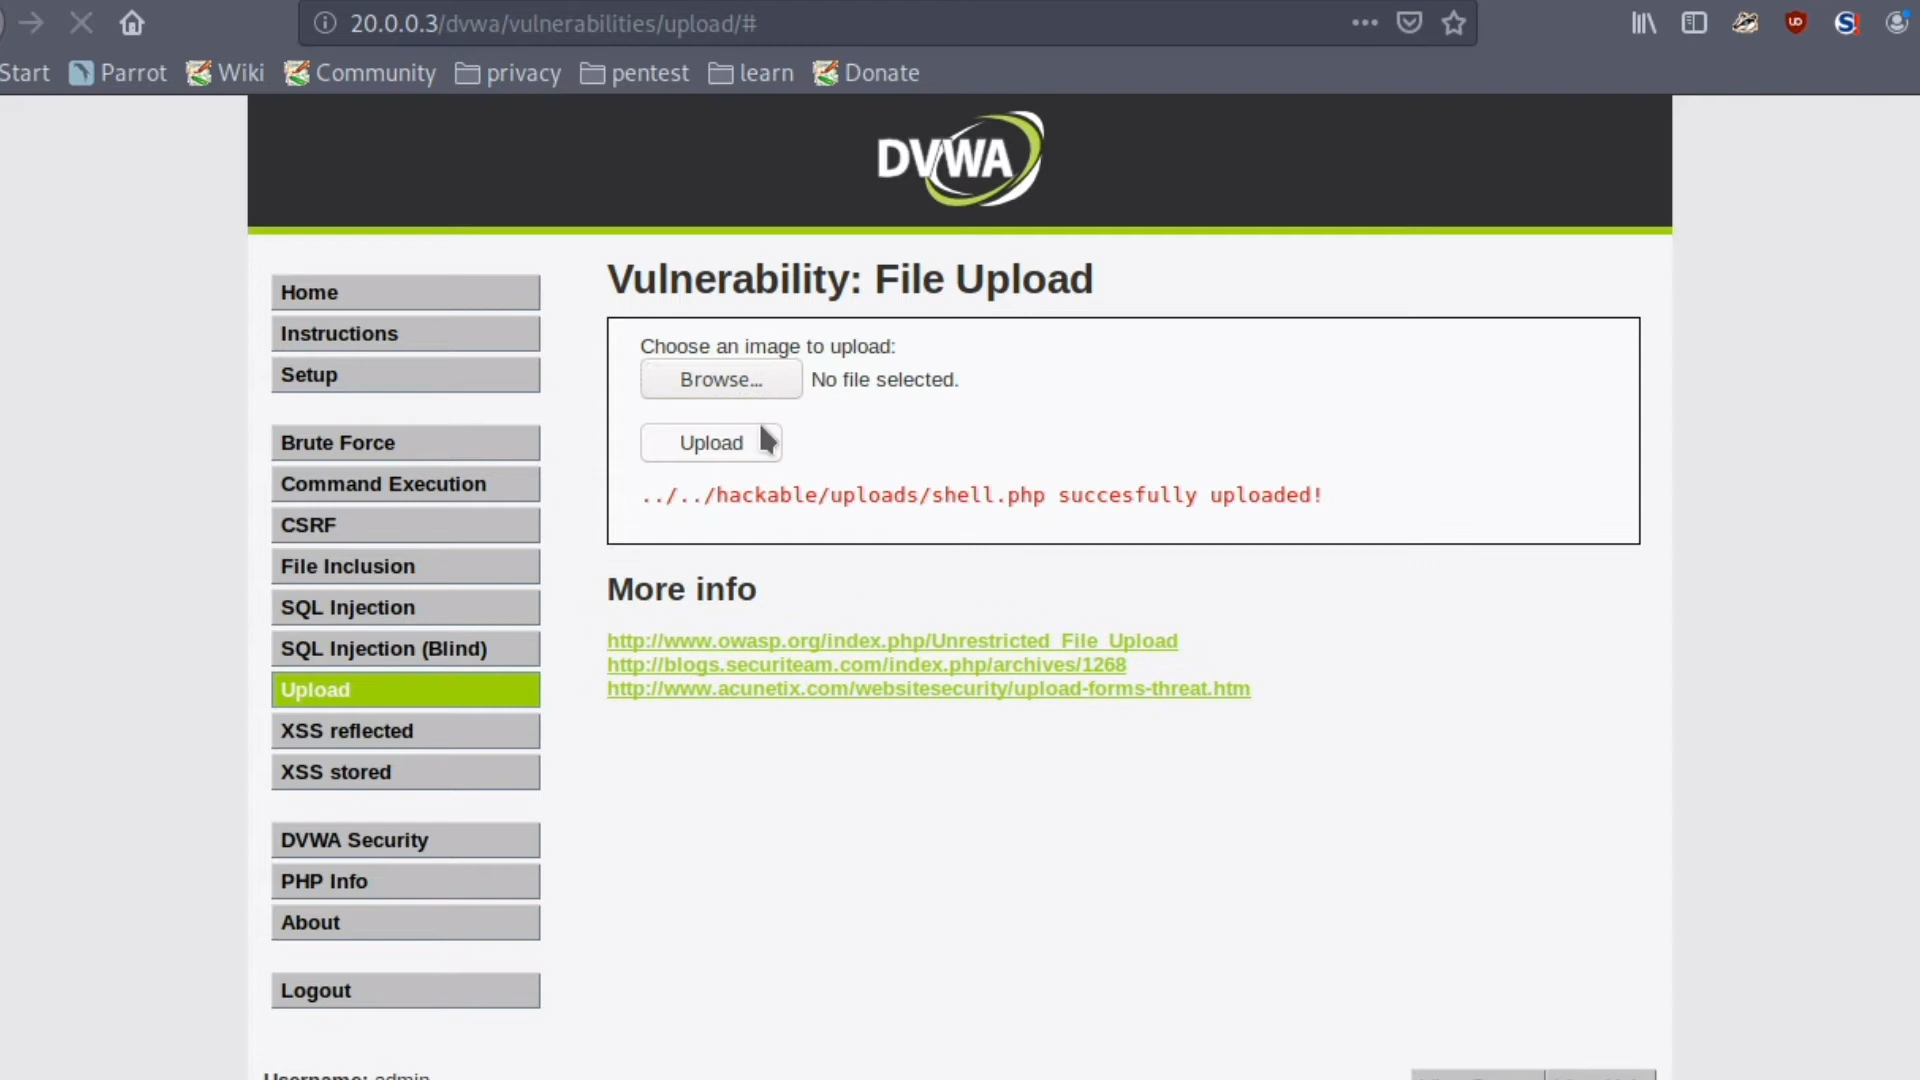 20.0.0.3/dvwa/vulnerabilities/upload/#
Start Parrot Wiki Community privacy pentest learn Donate
DVWA
Home
Instructions
Setup
Brute Force
Command Execution
CSRF
File Inclusion
SQL Injection
SQL Injection (Blind)
Upload
XSS reflected
XSS stored
DVWA Security
PHP Info
About
Logout
Vulnerability: File Upload
Choose an image to upload:
Browse... No file selected.
Upload
../../hackable/uploads/shell.php succesfully uploaded!
More info
http://www.owasp.org/index.php/Unrestricted_File_Upload
http://blogs.securiteam.com/index.php/archives/1268
http://www.acunetix.com/websitesecurity/upload-forms-threat.htm
Username: admin